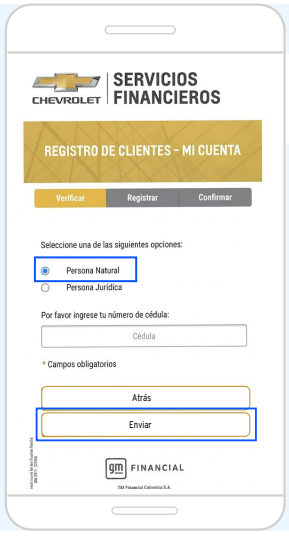 CHEVROLET
SERVICIOS
FINANCIEROS
REGISTRO DE CLIENTES - MI CUENTA
Verificar Registrar Confirmar
Seleccione una de las siguientes opciones:
Persona Natural
Persona Jurídica
Por favor ingrese tu número de cédula:
Cédula
* Campos obligatorios
Atrás
Enviar
gm FINANCIAL
GM Financial Colombia S.A.